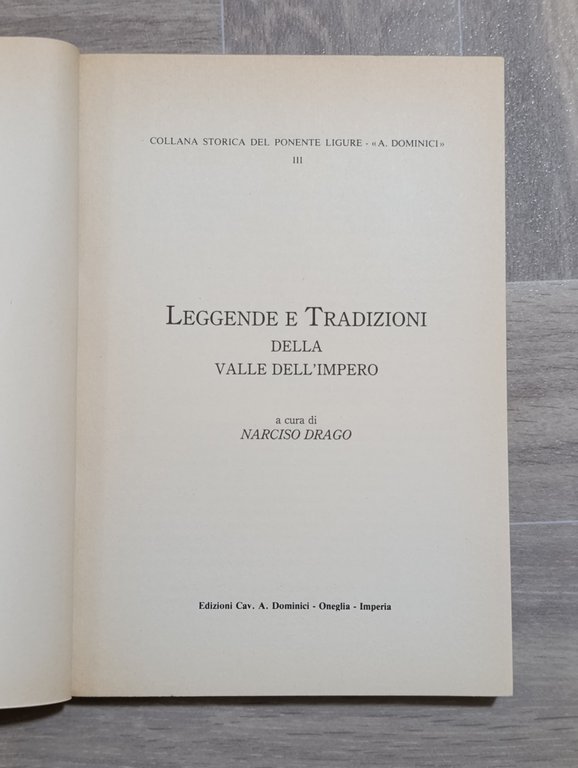 COLLANA STORICA DEL PONENTE LIGURE - «A. DOMINICI»
III
LEGGENDE E TRADIZIONI
DELLA
VALLE DELL'IMPERO
a cura di
NARCISO DRAGO
Edizioni Cav. A. Dominici - Oneglia - Imperia